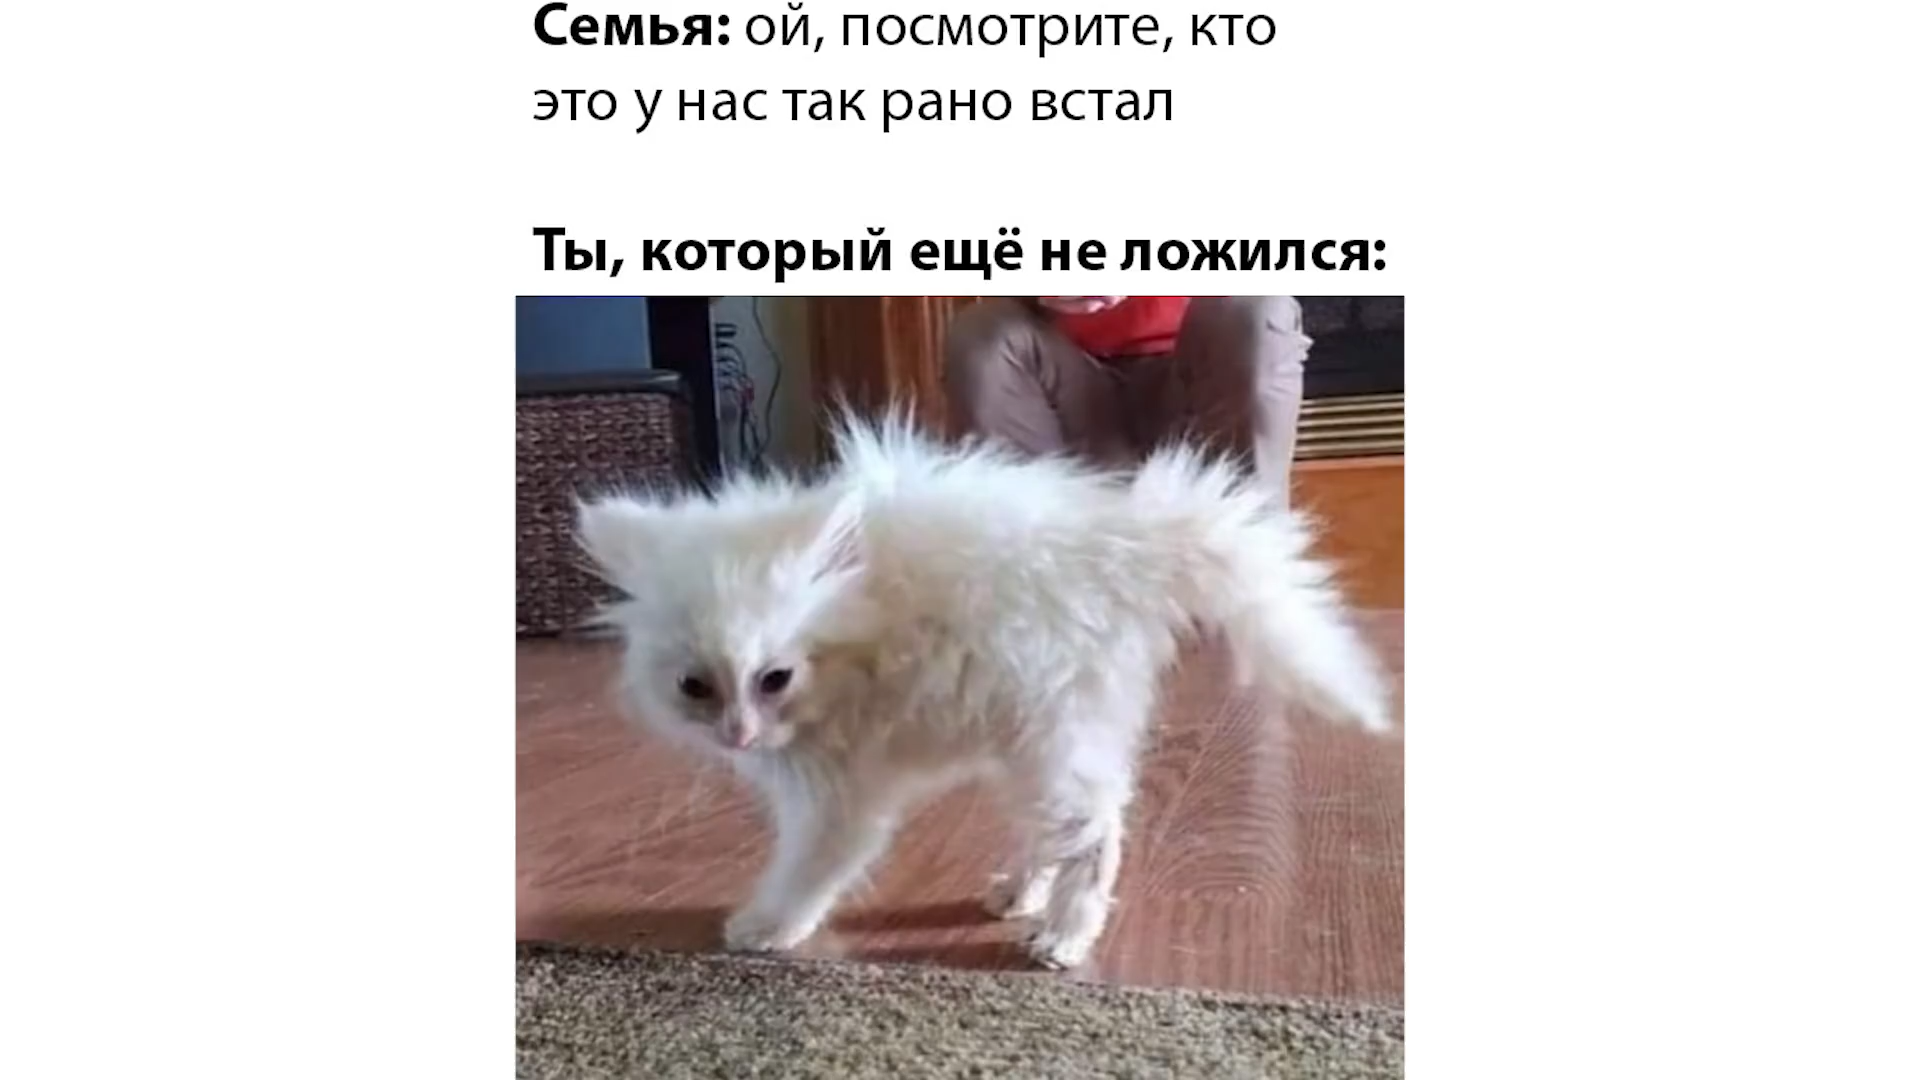 Семья: ой, посмотрите, кто
это у нас так рано встал
Ты, который ещё не ложился: